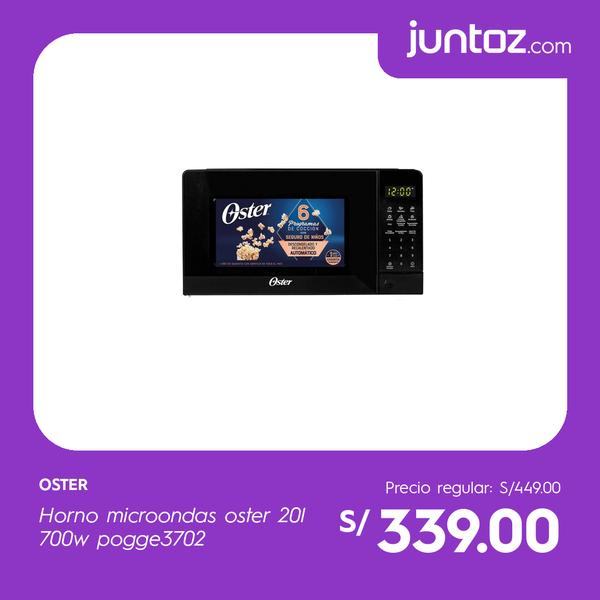 juntoz.com
12:00
Oster
6
Programas
DE COCCIÓN
CON
SEGURO DE NIÑOS
DESCONGELADO Y
RECALENTADO
AUTOMÁTICO
Oster
OSTER
Horno microondas oster 20l
700w pogge3702
Precio regular: S/449.00
S/ 339.00